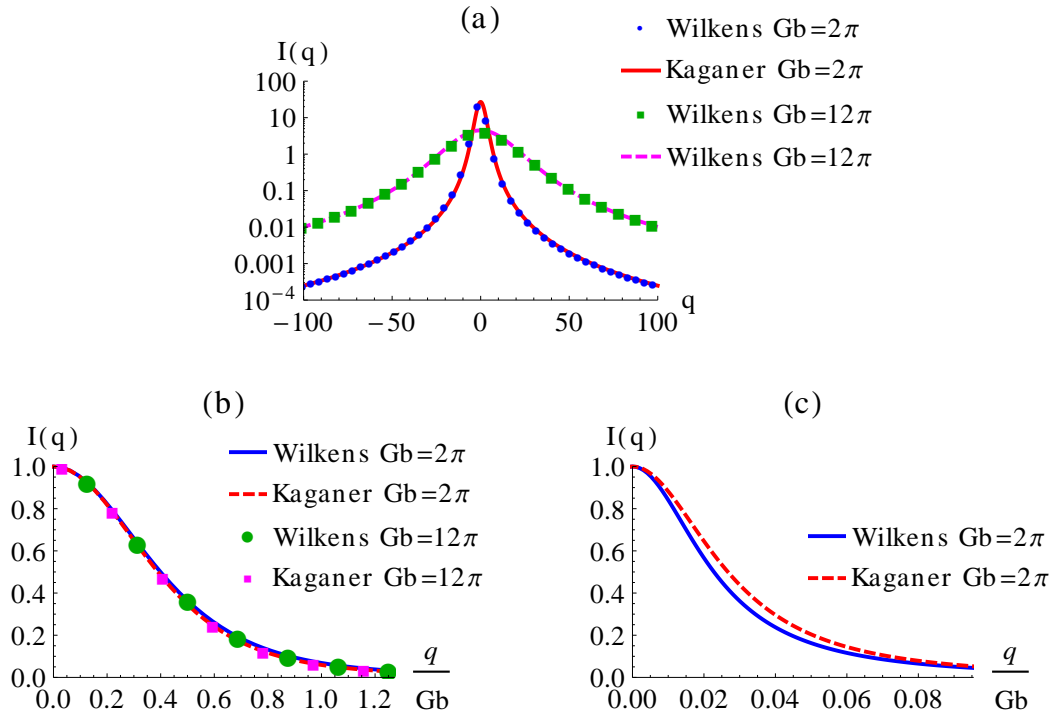 (a)
I(q)
100
10
1
0.1
0.01
0.001
10⁻⁴
−100
−50
0
50
100
q
Wilkens Gb=2π
Kaganer Gb=2π
Wilkens Gb=12π
Wilkens Gb=12π
(b)
I(q)
1.0
0.8
0.6
0.4
0.2
0.0
0.0 0.2 0.4 0.6 0.8 1.0 1.2
q
Gb
Wilkens Gb=2π
Kaganer Gb=2π
Wilkens Gb=12π
Kaganer Gb=12π
(c)
I(q)
1.0
0.8
0.6
0.4
0.2
0.0
0.00 0.02 0.04 0.06 0.08
q
Gb
Wilkens Gb=2π
Kaganer Gb=2π